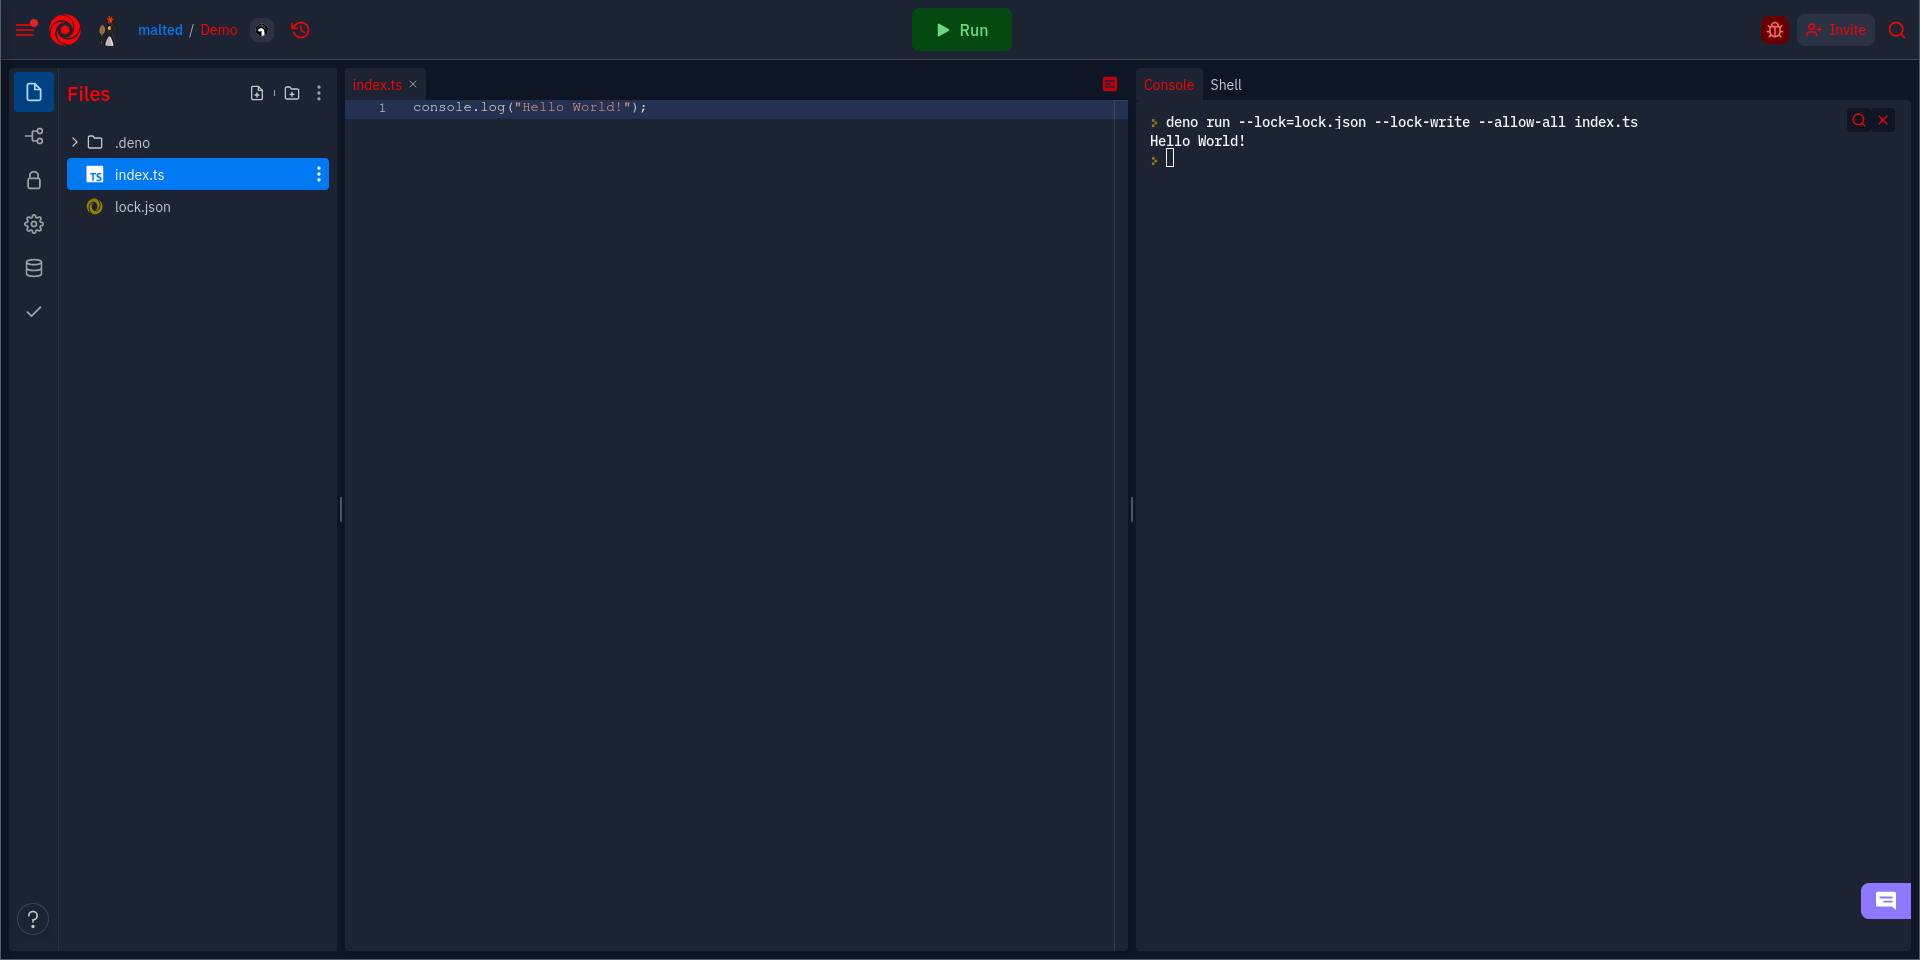 malted / Demo
Run
Invite
Files
.deno
TS index.ts
lock.json
index.ts
1 console.log("Hello World!");
Console Shell
deno run --lock=lock.json --lock-write --allow-all index.ts
Hello World!
?